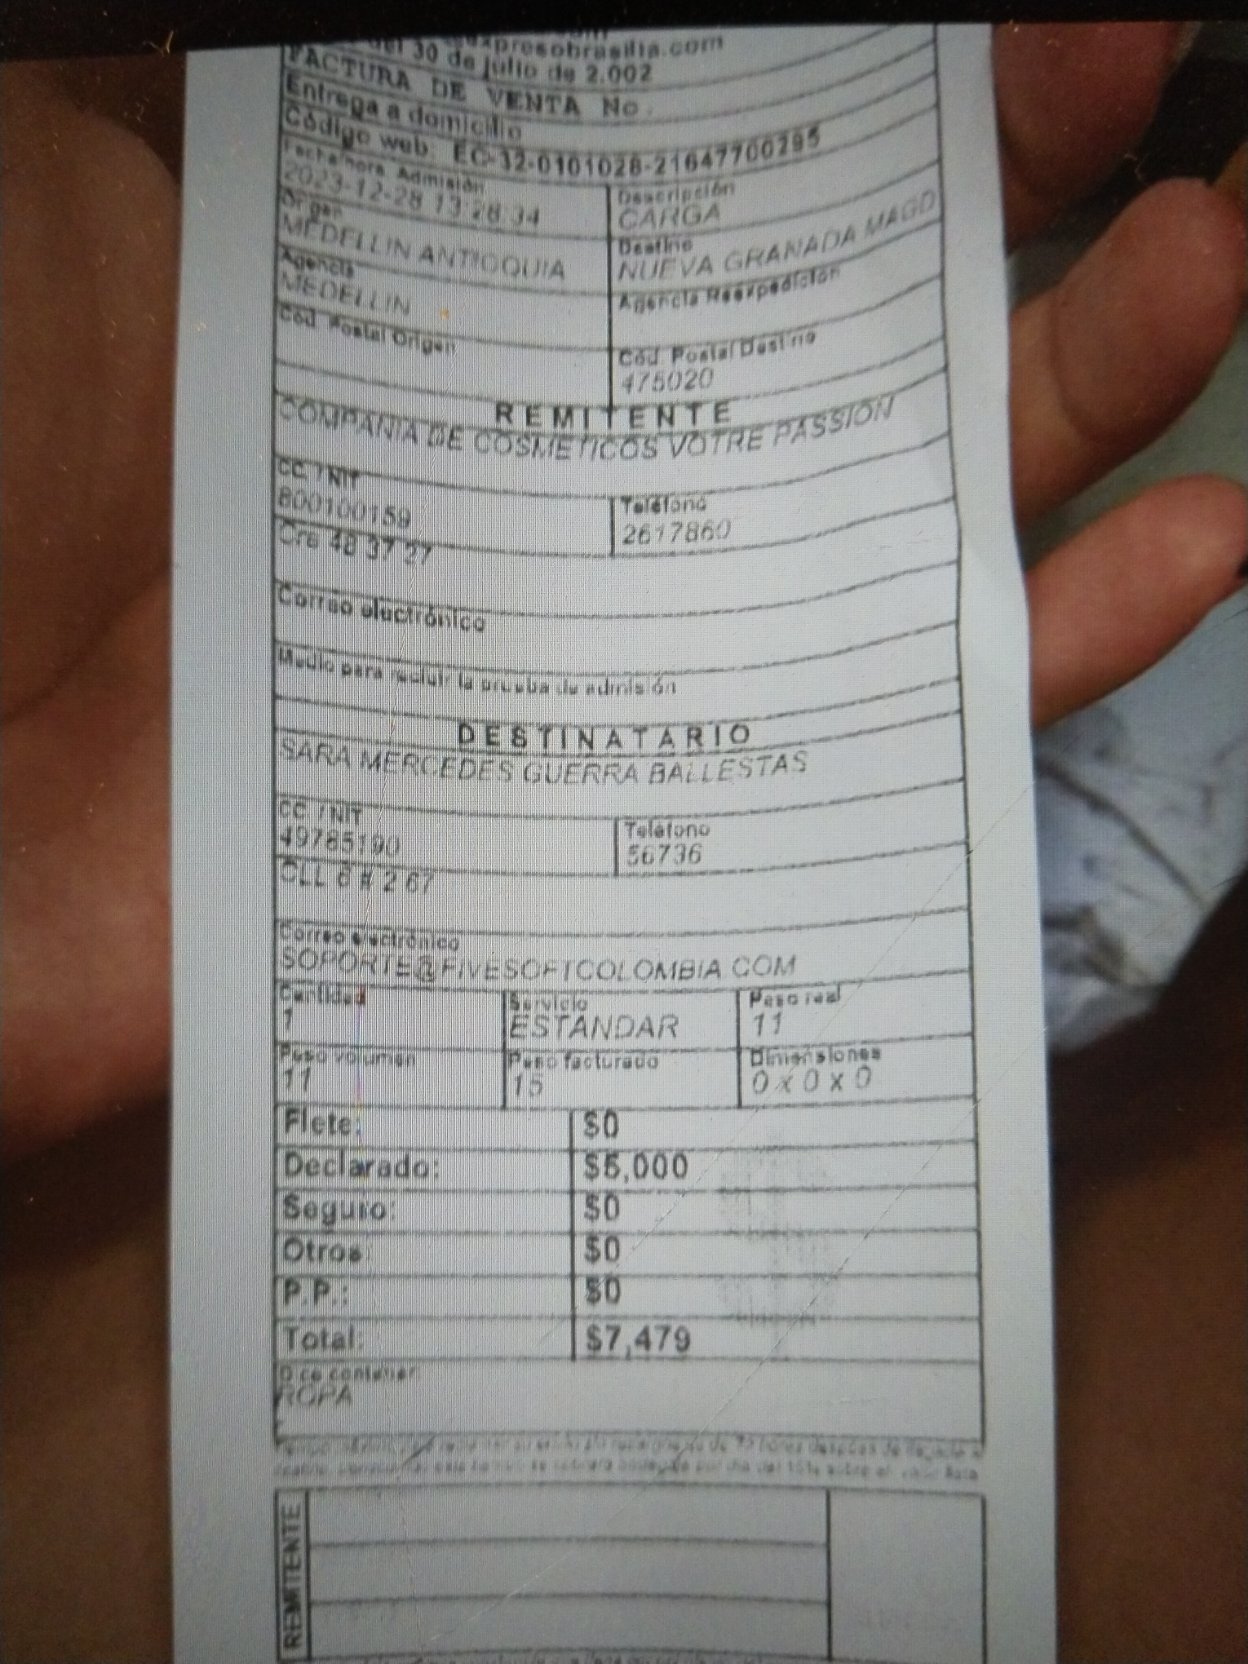 expresobrasilia.com
del 30 de julio de 2.002
FACTURA DE VENTA No.
Entrega a domicilio
Código web: EC-12-0101028-21647700295
Fecha/hora Admisión
2023-12-28 13:28:34
Descripción
CARGA
Origen
MEDELLIN ANTIOQUIA
Destino
NUEVA GRANADA MAGD
Agencia
MEDELLIN
Agencia Reexpedición
Cód. Postal Origen
Cód. Postal Destino
475020
REMITENTE
COMPANIA DE COSMETICOS VOTRE PASSION
CC / NIT
800100159
Teléfono
2617860
Cra 48 37 27
Correo electrónico
Medio para recibir la prueba de admisión
DESTINATARIO
SARA MERCEDES GUERRA BALLESTAS
CC / NIT
49785190
Teléfono
56736
CLL 6 # 2 67
Correo electrónico
SOPORTE@FIVESOFTCOLOMBIA.COM
Cantidad
1
Servicio
ESTANDAR
Peso real
11
Peso volumen
11
Peso facturado
15
Dimensiones
0 x 0 x 0
Flete: $0
Declarado: $5,000
Seguro: $0
Otros: $0
P.P.: $0
Total: $7,479
Dice contener:
ROPA
REMITENTE